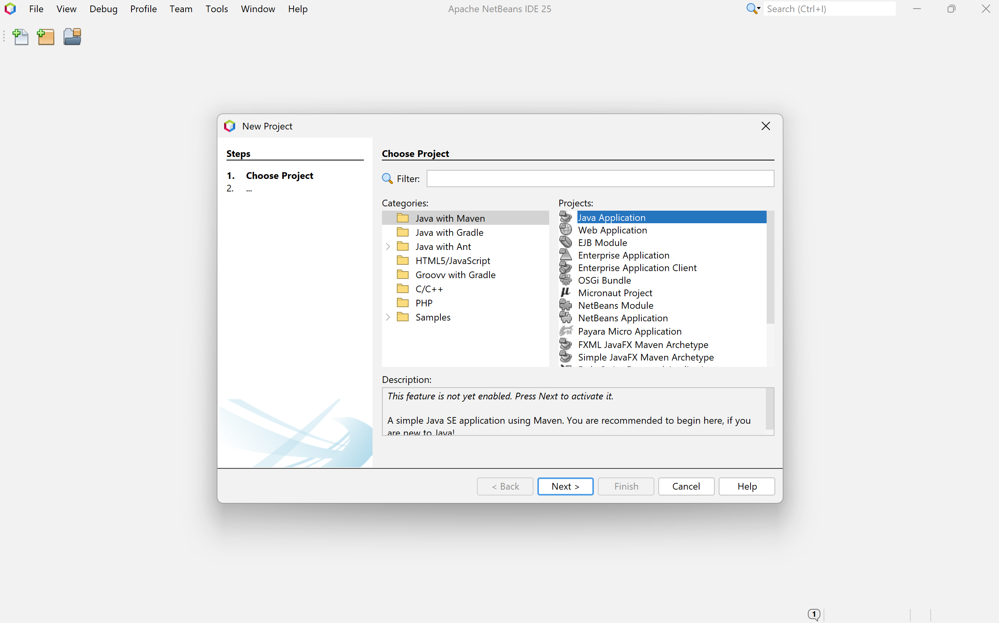 File View Debug Profile Team Tools Window Help
Apache NetBeans IDE 25
Search (Ctrl+I)
New Project
Steps
1. Choose Project
2. ...
Choose Project
Filter:
Categories:
Java with Maven
Java with Gradle
Java with Ant
HTML5/JavaScript
Groovy with Gradle
C/C++
PHP
Samples
Projects:
Java Application
Web Application
EJB Module
Enterprise Application
Enterprise Application Client
OSGi Bundle
Micronaut Project
NetBeans Module
NetBeans Application
Payara Micro Application
FXML JavaFX Maven Archetype
Simple JavaFX Maven Archetype
Description:
This feature is not yet enabled. Press Next to activate it.
A simple Java SE application using Maven. You are recommended to begin here, if you
are new to Java!
< Back Next > Finish Cancel Help
1